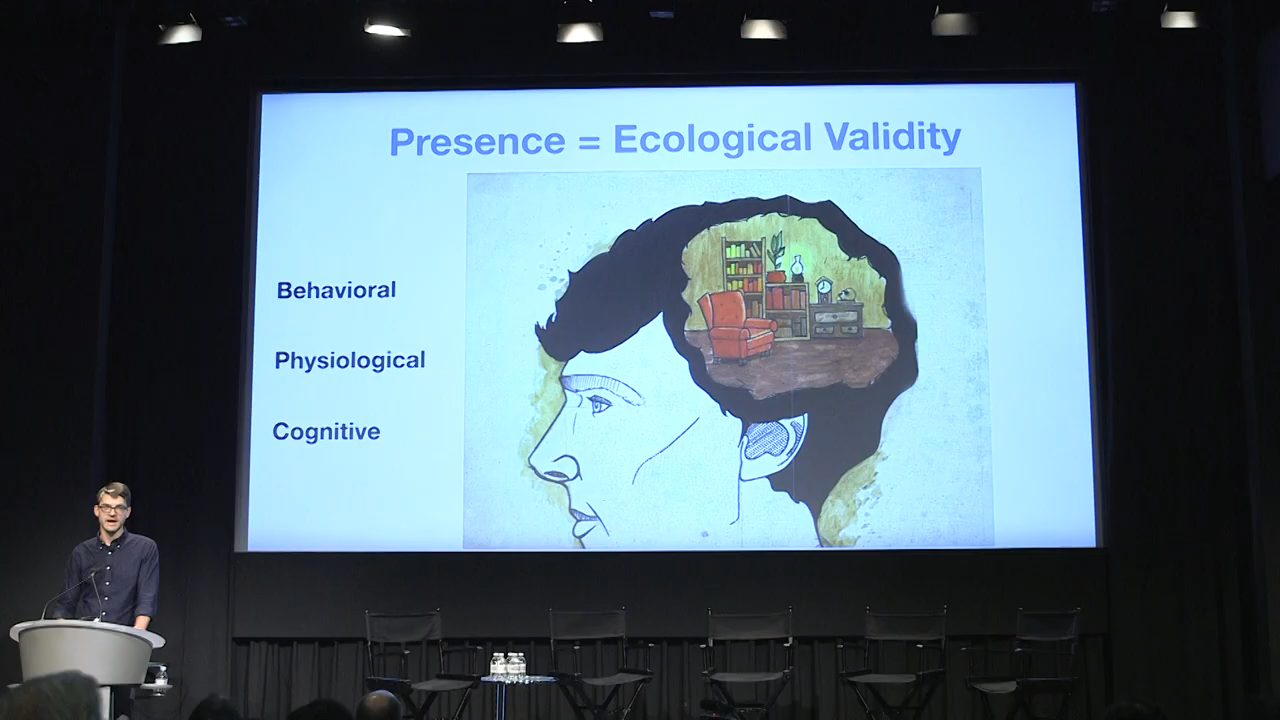 Presence = Ecological Validity
Behavioral
Physiological
Cognitive